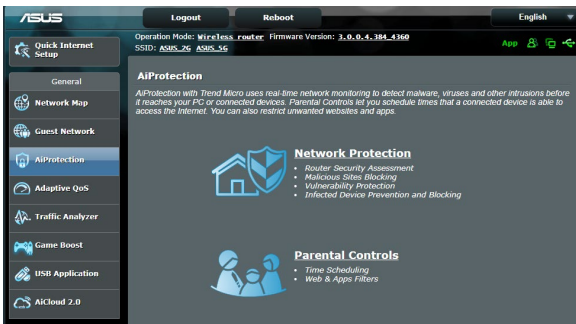 ASUS
Logout
Reboot
English
Operation Mode: Wireless router Firmware Version: 3.0.0.4.384_4360
SSID: ASUS_2G ASUS_5G
App
Quick Internet
Setup
General
Network Map
Guest Network
AiProtection
Adaptive QoS
Traffic Analyzer
Game Boost
USB Application
AiCloud 2.0
AiProtection
AiProtection with Trend Micro uses real-time network monitoring to detect malware, viruses and other intrusions before
it reaches your PC or connected devices. Parental Controls let you schedule times that a connected device is able to
access the Internet. You can also restrict unwanted websites and apps.
Network Protection
• Router Security Assessment
• Malicious Sites Blocking
• Vulnerability Protection
• Infected Device Prevention and Blocking
Parental Controls
• Time Scheduling
• Web & Apps Filters